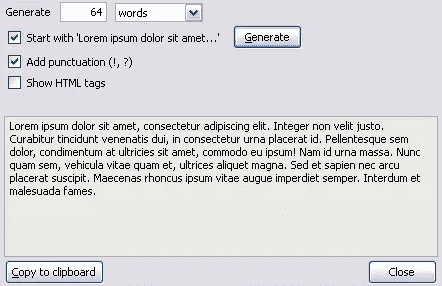 Generate 64 words
Start with 'Lorem ipsum dolor sit amet...' Generate
Add punctuation (!, ?)
Show HTML tags
Lorem ipsum dolor sit amet, consectetur adipiscing elit. Integer non velit justo.
Curabitur tincidunt venenatis dui, in consectetur urna placerat id. Pellentesque sem
dolor, condimentum at ultricies sit amet, commodo eu ipsum! Nam id urna massa. Nunc
quam sem, vehicula vitae quam et, ultrices aliquet magna. Sed et sapien nec arcu
placerat suscipit. Maecenas rhoncus ipsum vitae augue imperdiet semper. Interdum et
malesuada fames.
Copy to clipboard Close